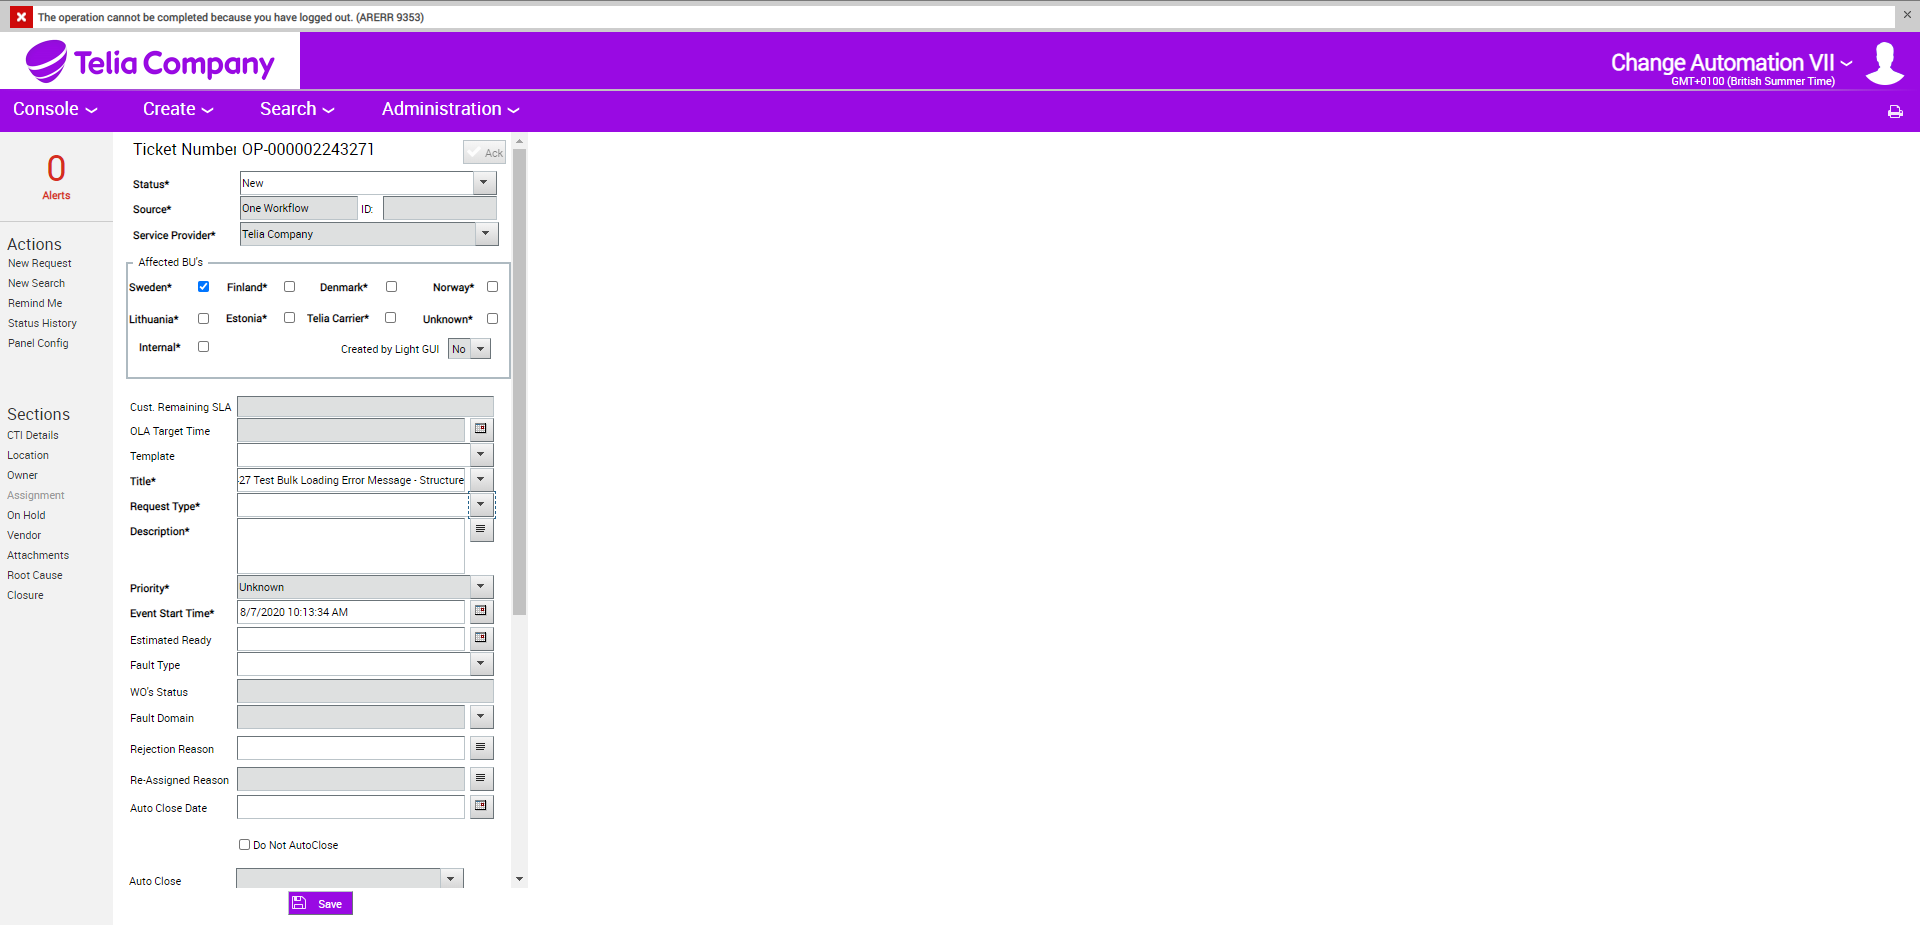 The operation cannot be completed because you have logged out. (ARERR 9353)
Telia Company
Change Automation VII
GMT+0100 (British Summer Time)
Console
Create
Search
Administration
0
Alerts
Actions
New Request
New Search
Remind Me
Status History
Panel Config
Sections
CTI Details
Location
Owner
Assignment
On Hold
Vendor
Attachments
Root Cause
Closure
Ticket Number OP-000002243271
Ack
Status* New
Source* One Workflow ID:
Service Provider* Telia Company
Affected BU's
Sweden* Finland* Denmark* Norway*
Lithuania* Estonia* Telia Carrier* Unknown*
Internal* Created by Light GUI No
Cust. Remaining SLA
OLA Target Time
Template
Title* -27 Test Bulk Loading Error Message - Structure
Request Type*
Description*
Priority* Unknown
Event Start Time* 8/7/2020 10:13:34 AM
Estimated Ready
Fault Type
WO's Status
Fault Domain
Rejection Reason
Re-Assigned Reason
Auto Close Date
Do Not AutoClose
Auto Close
Save